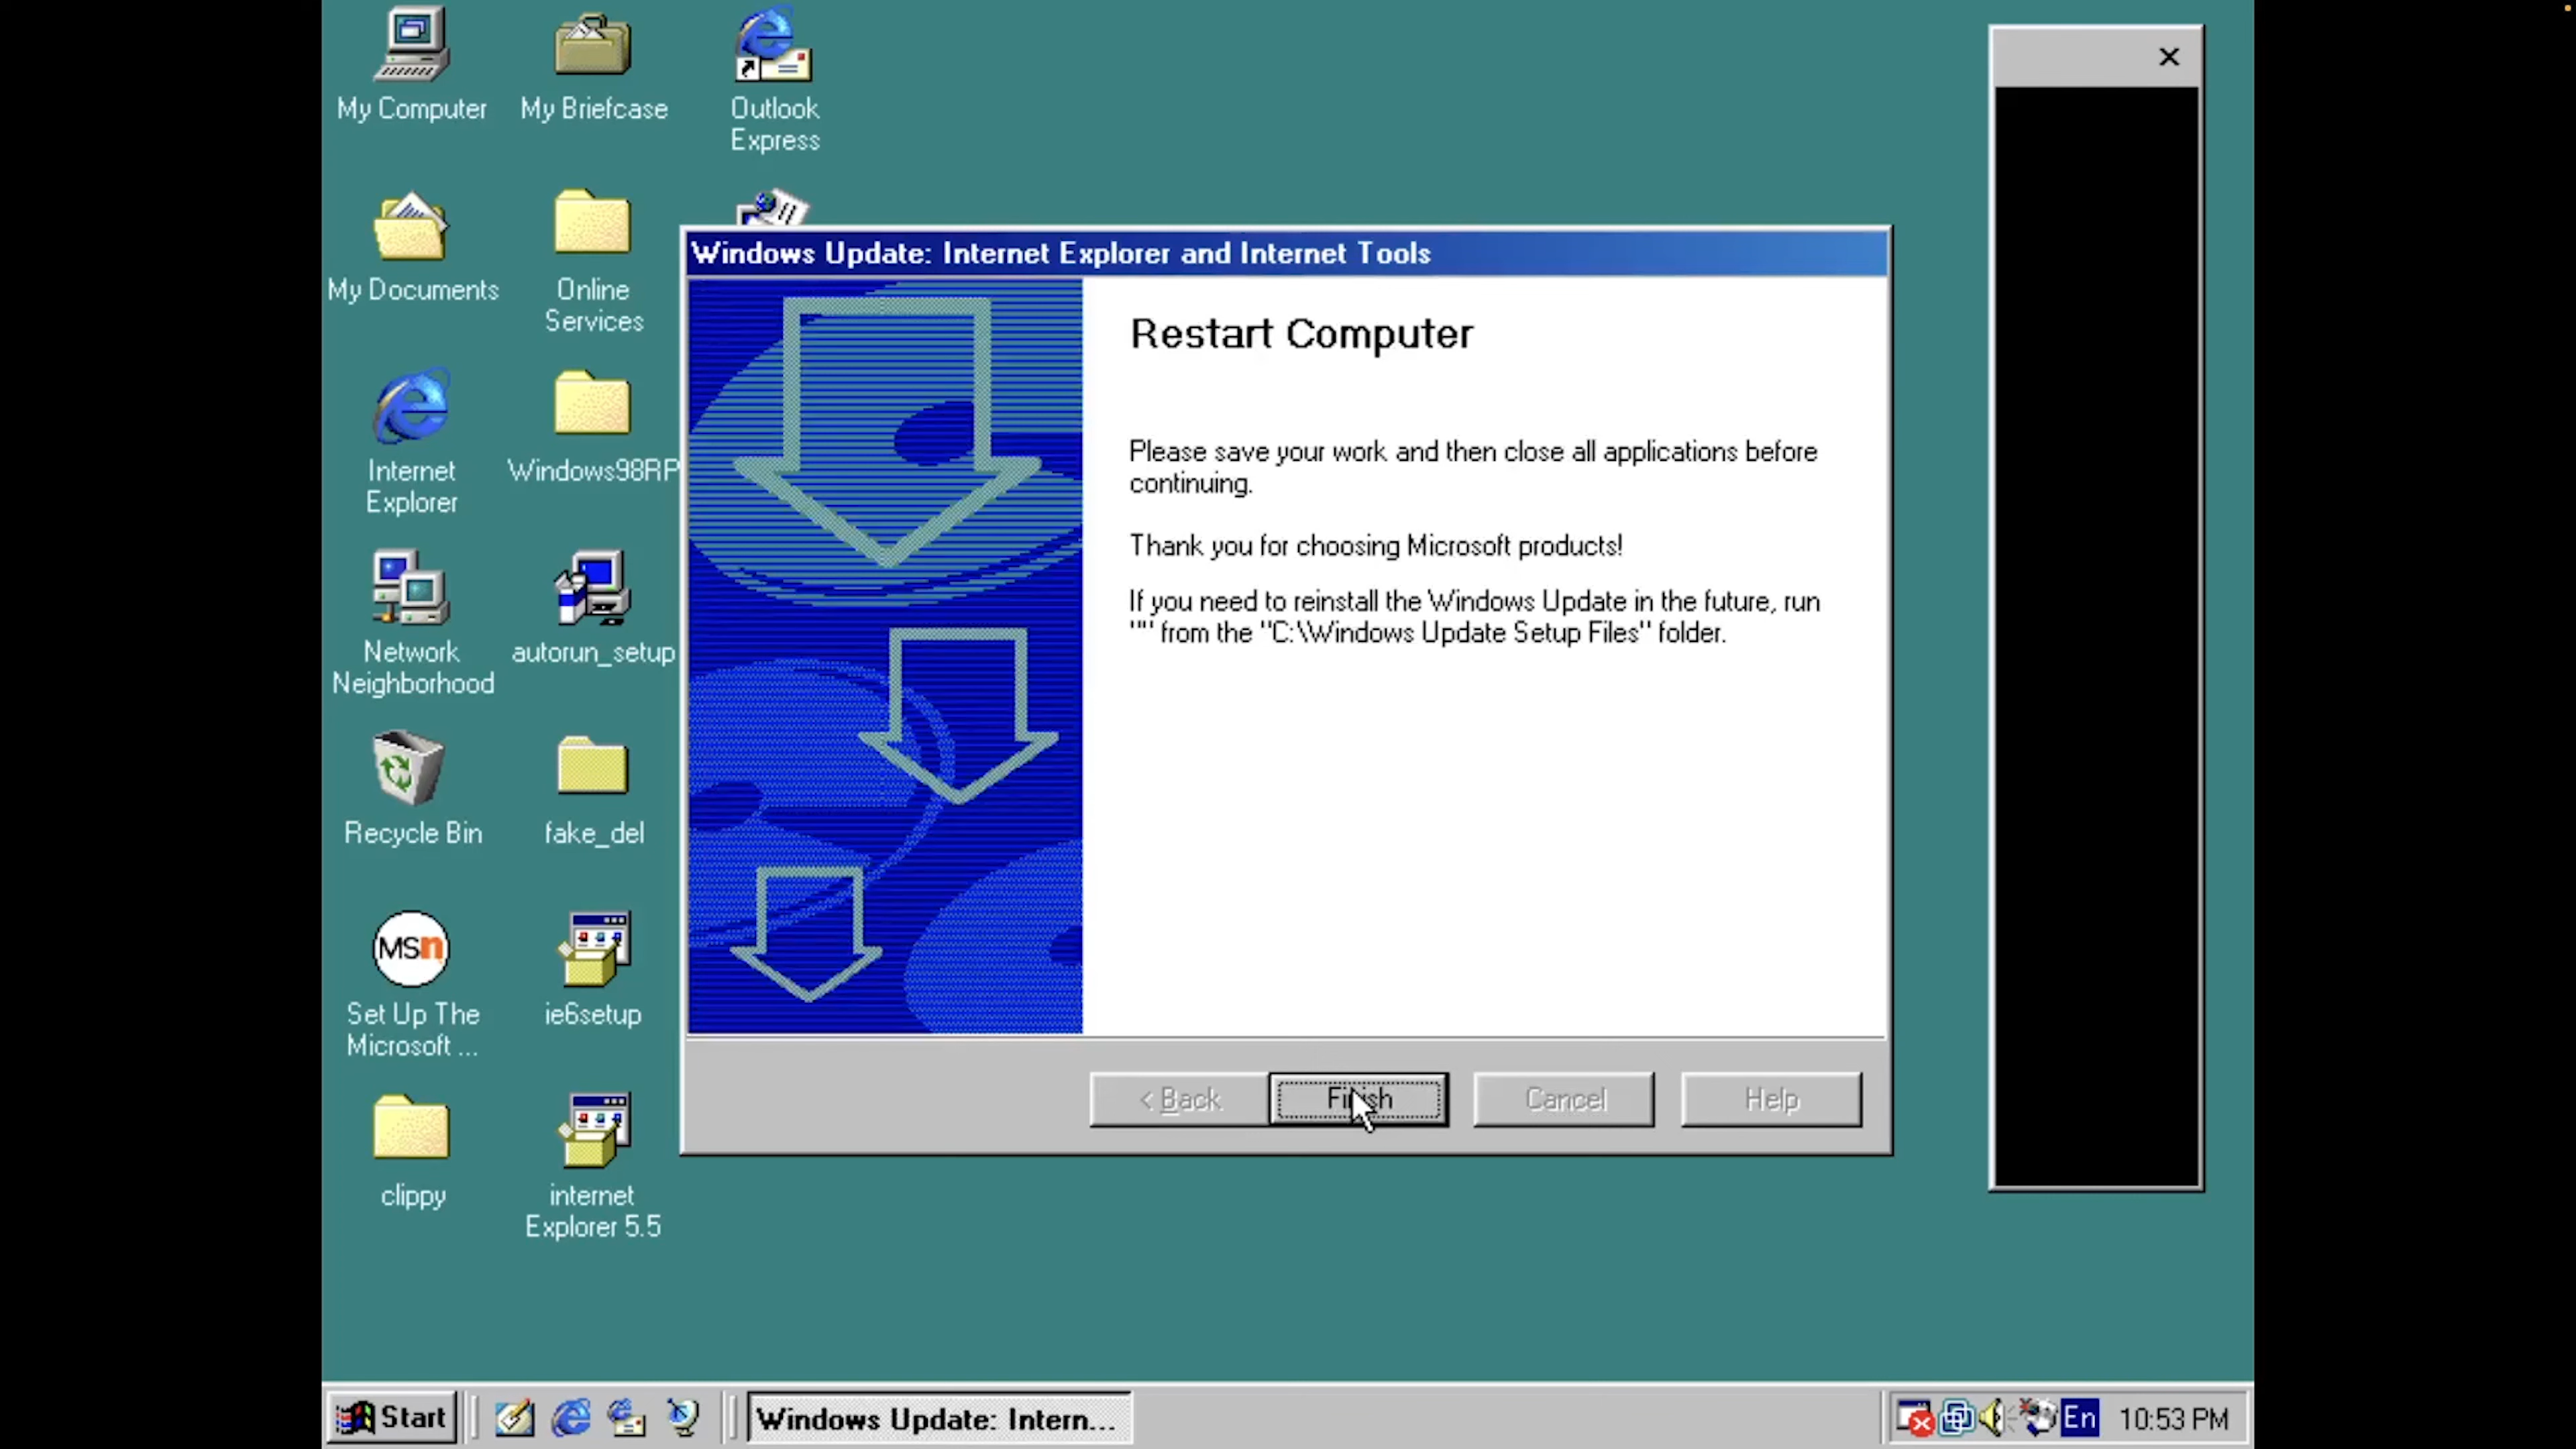 My Computer
My Briefcase
Outlook
Express
My Documents
Online
Services
Internet
Explorer
Windows98RP
Network
Neighborhood
autorun_setup
Recycle Bin
fake_del
MSn
Set Up The
Microsoft ...
ie6setup
clippy
internet
Explorer 5.5
Windows Update: Internet Explorer and Internet Tools
Restart Computer
Please save your work and then close all applications before
continuing.
Thank you for choosing Microsoft products!
If you need to reinstall the Windows Update in the future, run
"" from the "C:\Windows Update Setup Files" folder.
< Back
Finish
Cancel
Help
Start
Windows Update: Intern...
En
10:53 PM